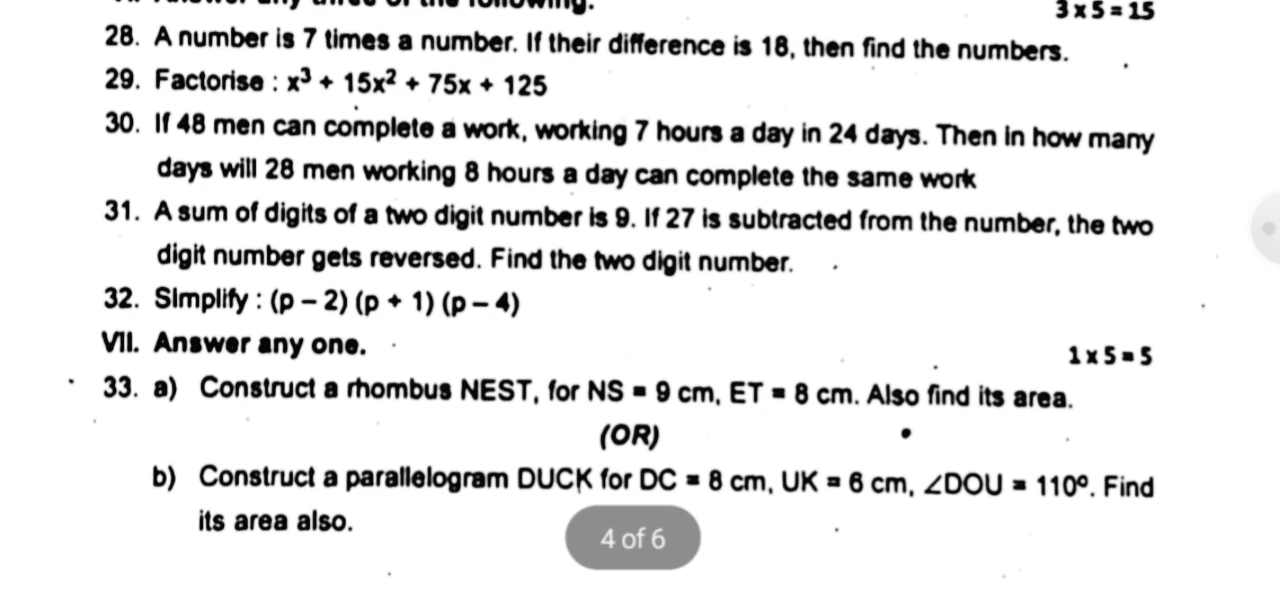 any three of the following.
3 x 5 = 15
28. A number is 7 times a number. If their difference is 18, then find the numbers.
29. Factorise : x³ + 15x² + 75x + 125
30. If 48 men can complete a work, working 7 hours a day in 24 days. Then in how many
days will 28 men working 8 hours a day can complete the same work
31. A sum of digits of a two digit number is 9. If 27 is subtracted from the number, the two
digit number gets reversed. Find the two digit number.
32. Simplify : (p – 2) (p + 1) (p – 4)
VII. Answer any one.
1 x 5 = 5
33. a) Construct a rhombus NEST, for NS = 9 cm, ET = 8 cm. Also find its area.
(OR)
b) Construct a parallelogram DUCK for DC = 8 cm, UK = 6 cm, ∠DOU = 110º. Find
its area also.
4 of 6